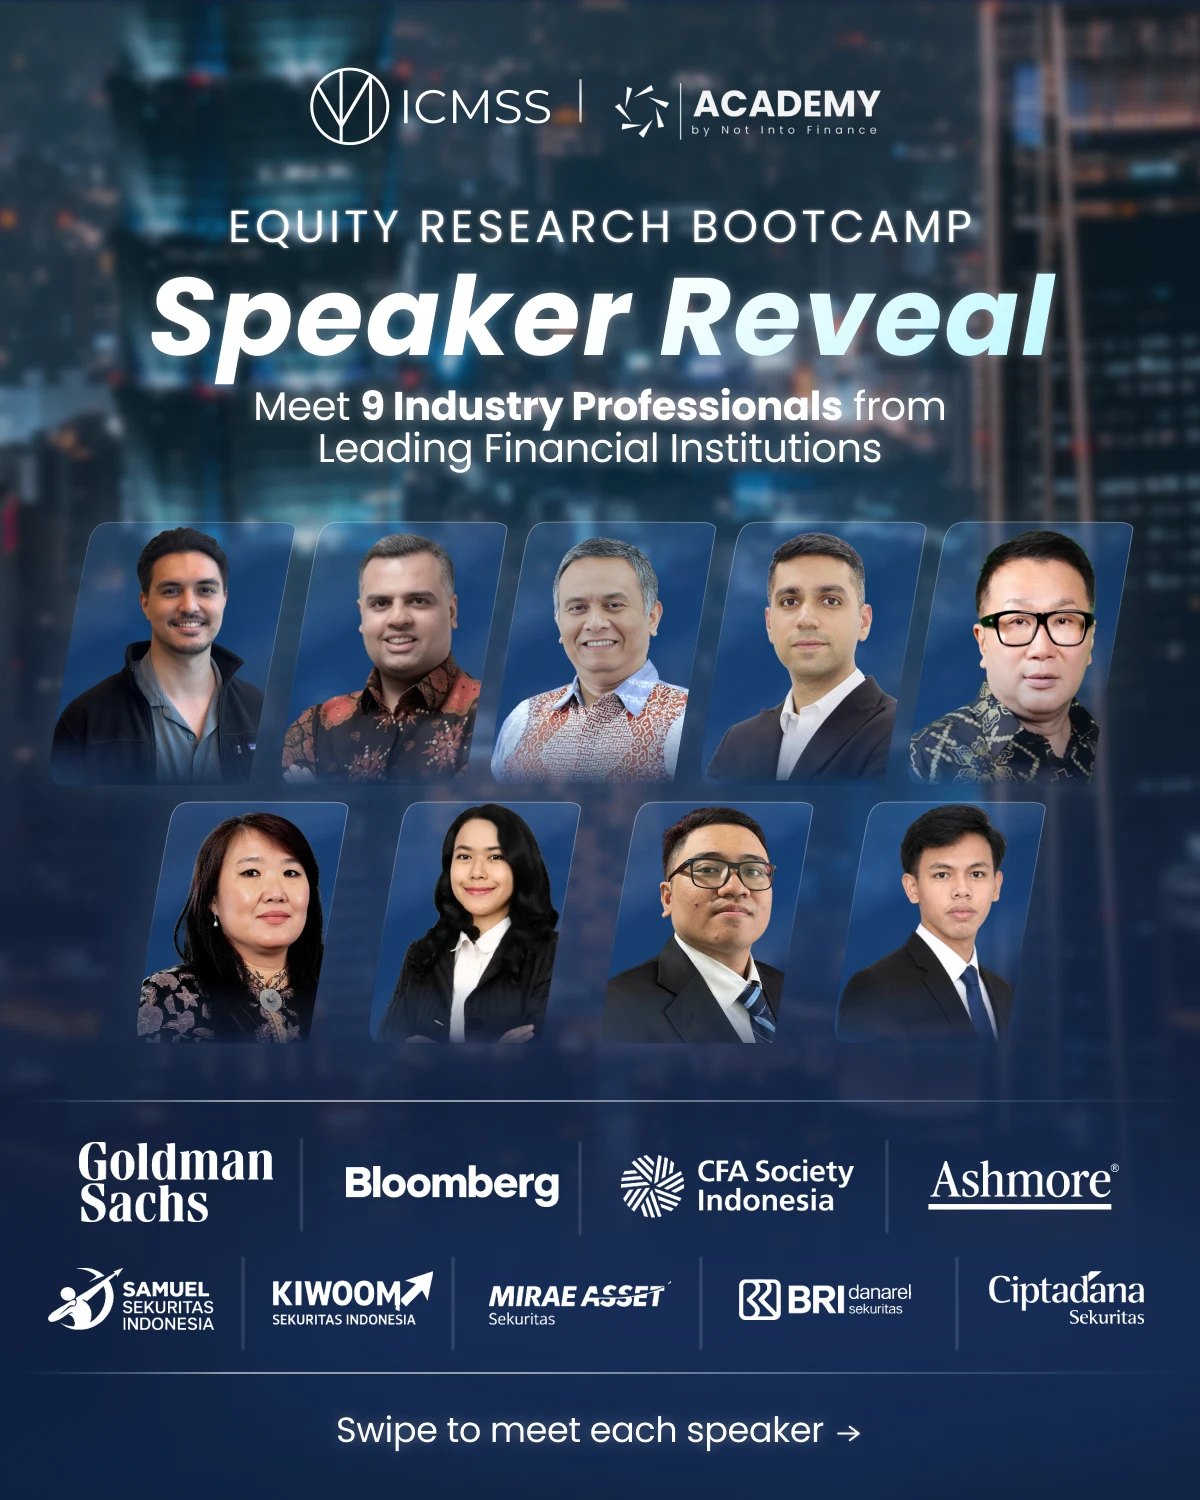 ICMSS
ACADEMY
by Not Into Finance
EQUITY RESEARCH BOOTCAMP
Speaker Reveal
Meet 9 Industry Professionals from
Leading Financial Institutions
Goldman
Sachs
Bloomberg
CFA Society
Indonesia
Ashmore®
SAMUEL
SEKURITAS
INDONESIA
KIWOOM
SEKURITAS INDONESIA
MIRAE ASSET
Sekuritas
BRI danareksa
sekuritas
Ciptadana
Sekuritas
Swipe to meet each speaker →